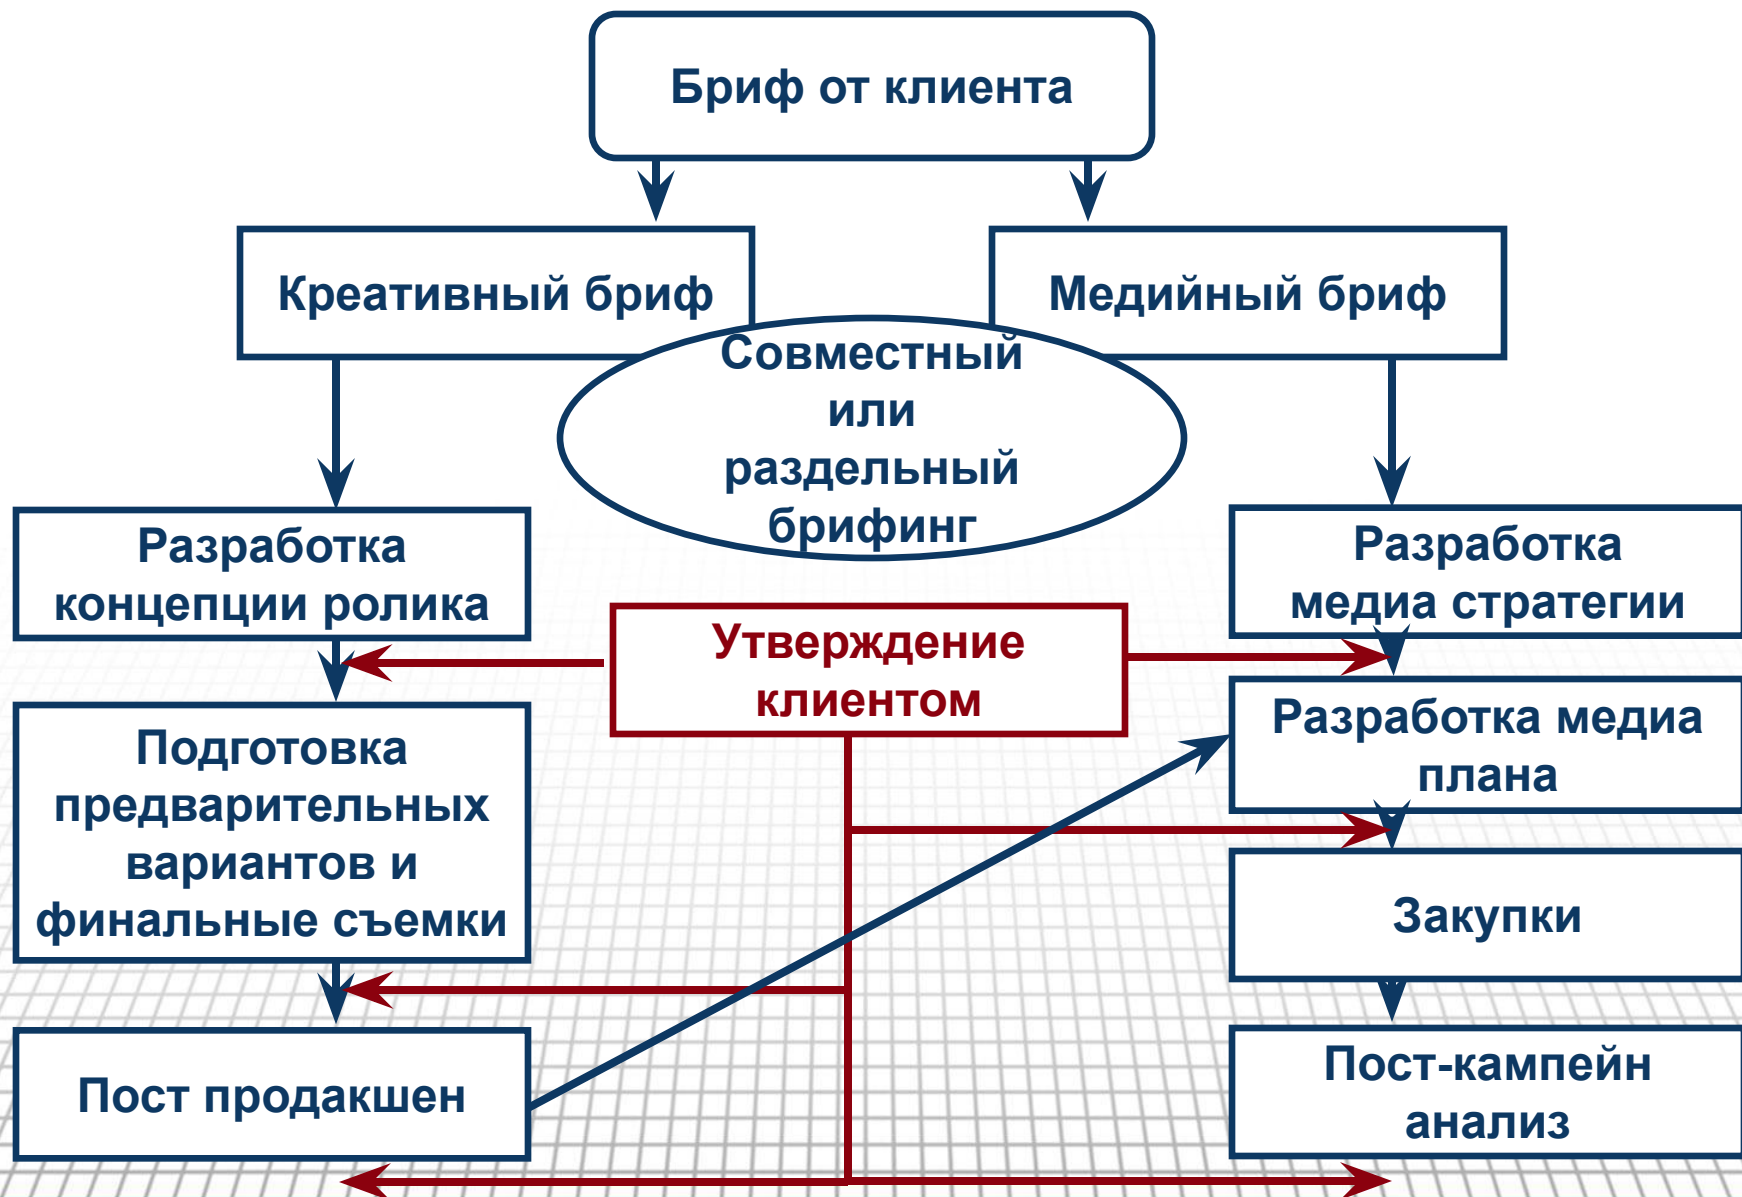 Бриф от клиента
Креативный бриф
Медийный бриф
Совместный
или
раздельный
брифинг
Разработка
концепции ролика
Разработка
медиа стратегии
Утверждение
клиентом
Подготовка
предварительных
вариантов и
финальные съемки
Разработка медиа
плана
Закупки
Пост продакшен
Пост-кампейн
анализ